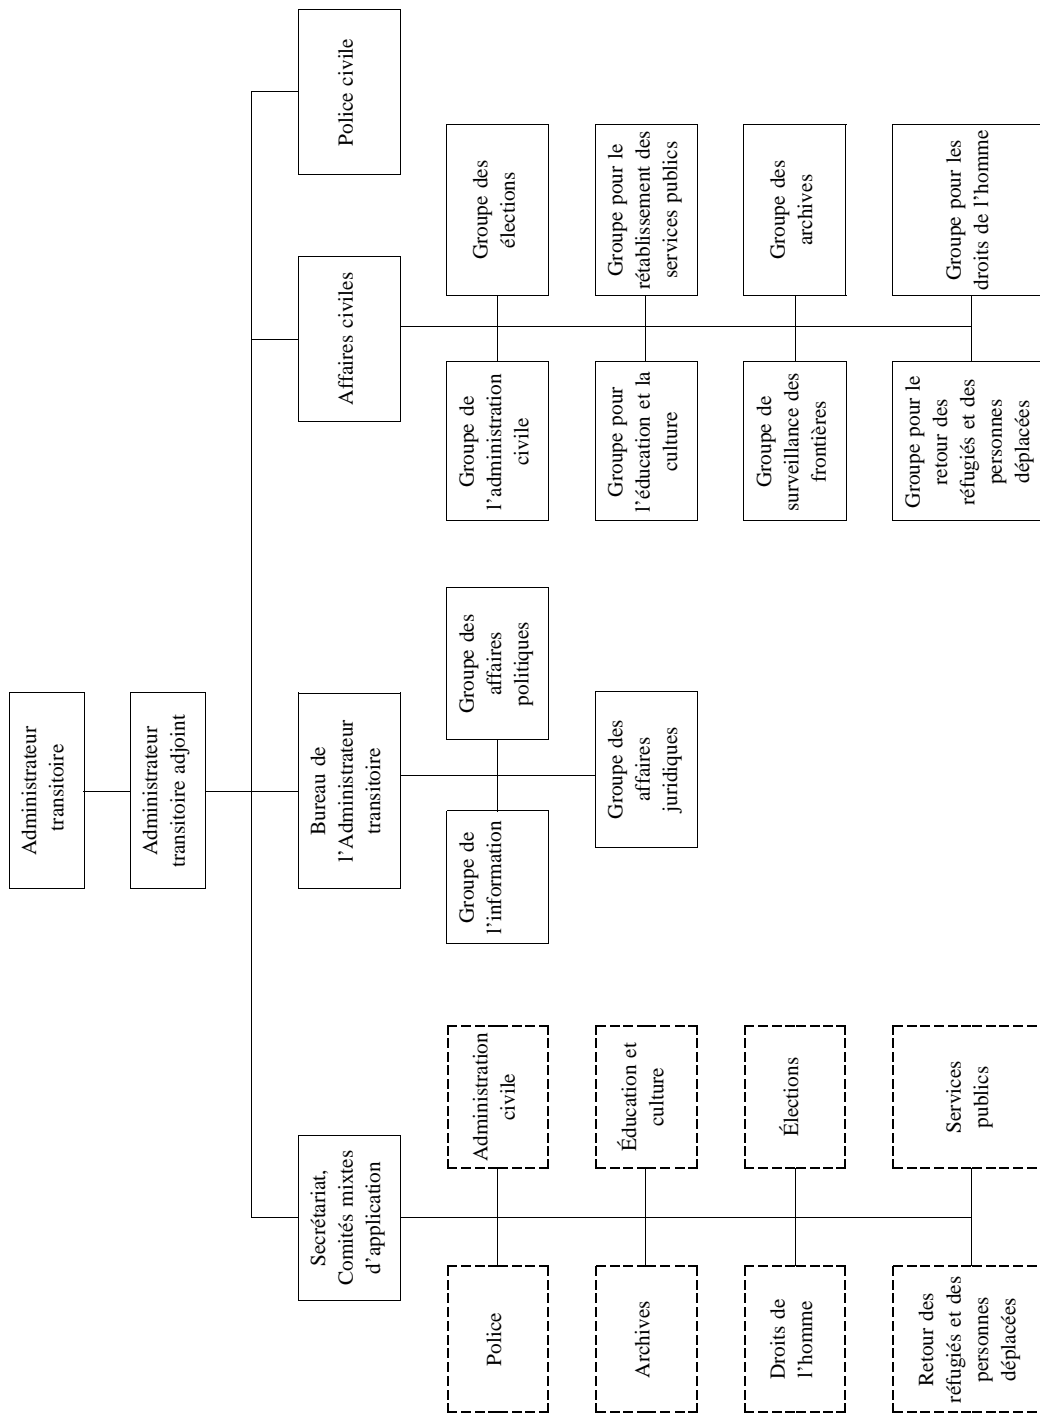 Administrateur
transitoire
Administrateur
transitoire adjoint
Secrétariat,
Comités mixtes
d'application
Bureau de
l'Administrateur
transitoire
Affaires civiles
Police civile
Police
Administration
civile
Archives
Éducation et
culture
Droits de
l'homme
Élections
Retour des
réfugiés et des
personnes
déplacées
Services
publics
Groupe de
l'information
Groupe des
affaires
politiques
Groupe des
affaires
juridiques
Groupe de
l'administration
civile
Groupe des
élections
Groupe pour
l'éducation et la
culture
Groupe pour le
rétablissement des
services publics
Groupe de
surveillance des
frontières
Groupe des
archives
Groupe pour le
retour des
réfugiés et des
personnes
déplacées
Groupe pour les
droits de l'homme